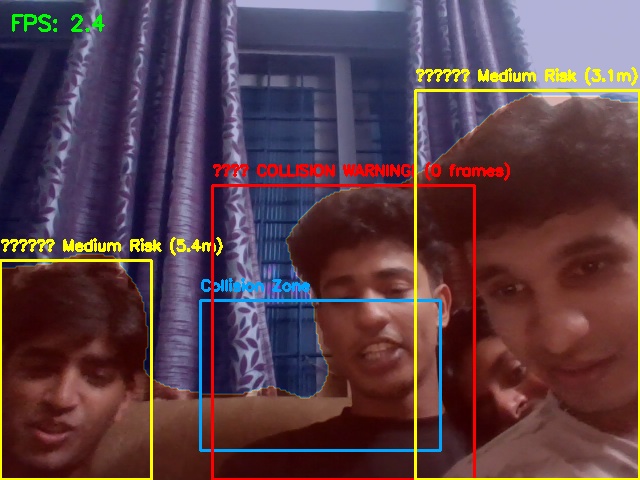 FPS: 2.4
?????? Medium Risk (3.1m)
???? COLLISION WARNING! (0 frames)
?????? Medium Risk (5.4m)
Collision Zone